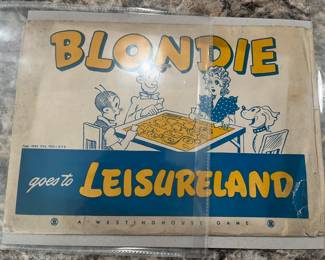 BLONDIE
goes to LEISURELAND
A WESTINGHOUSE GAME